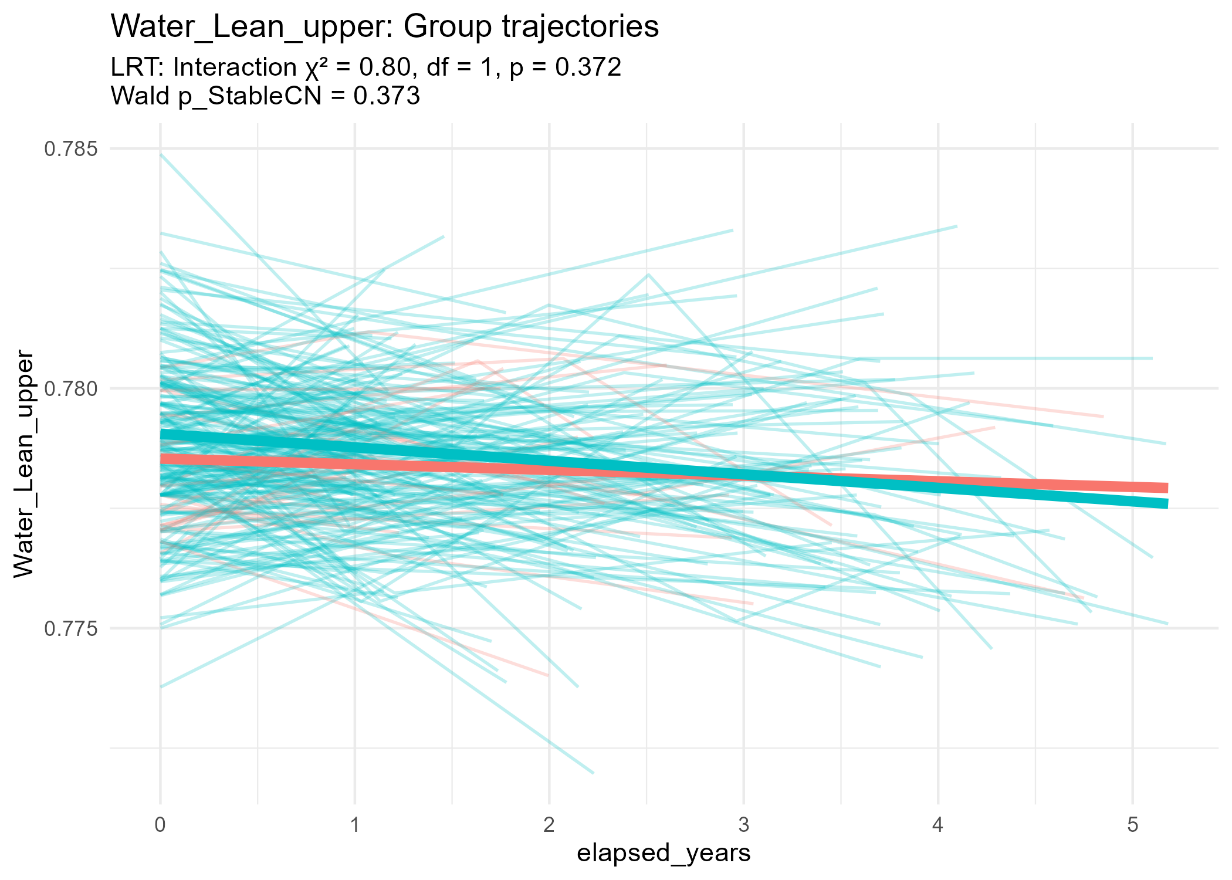 Water_Lean_upper: Group trajectories
LRT: Interaction χ² = 0.80, df = 1, p = 0.372
Wald p_StableCN = 0.373
0.785
0.780
0.775
Water_Lean_upper
0 1 2 3 4 5
elapsed_years